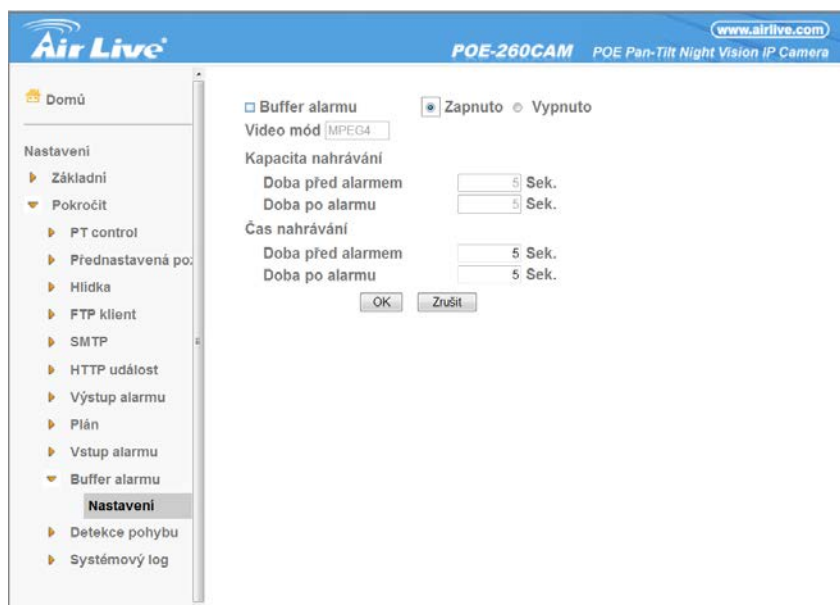 Air Live®
www.airlive.com
POE-260CAM POE Pan-Tilt Night Vision IP Camera
Domů
Nastavení
Základní
Pokročit
PT control
Přednastavená poz
Hlídka
FTP klient
SMTP
HTTP událost
Výstup alarmu
Plán
Vstup alarmu
Buffer alarmu
Nastavení
Detekce pohybu
Systémový log
Buffer alarmu Zapnuto Vypnuto
Video mód MPEG4
Kapacita nahrávání
Doba před alarmem 5 Sek.
Doba po alarmu 5 Sek.
Čas nahrávání
Doba před alarmem 5 Sek.
Doba po alarmu 5 Sek.
OK Zrušit